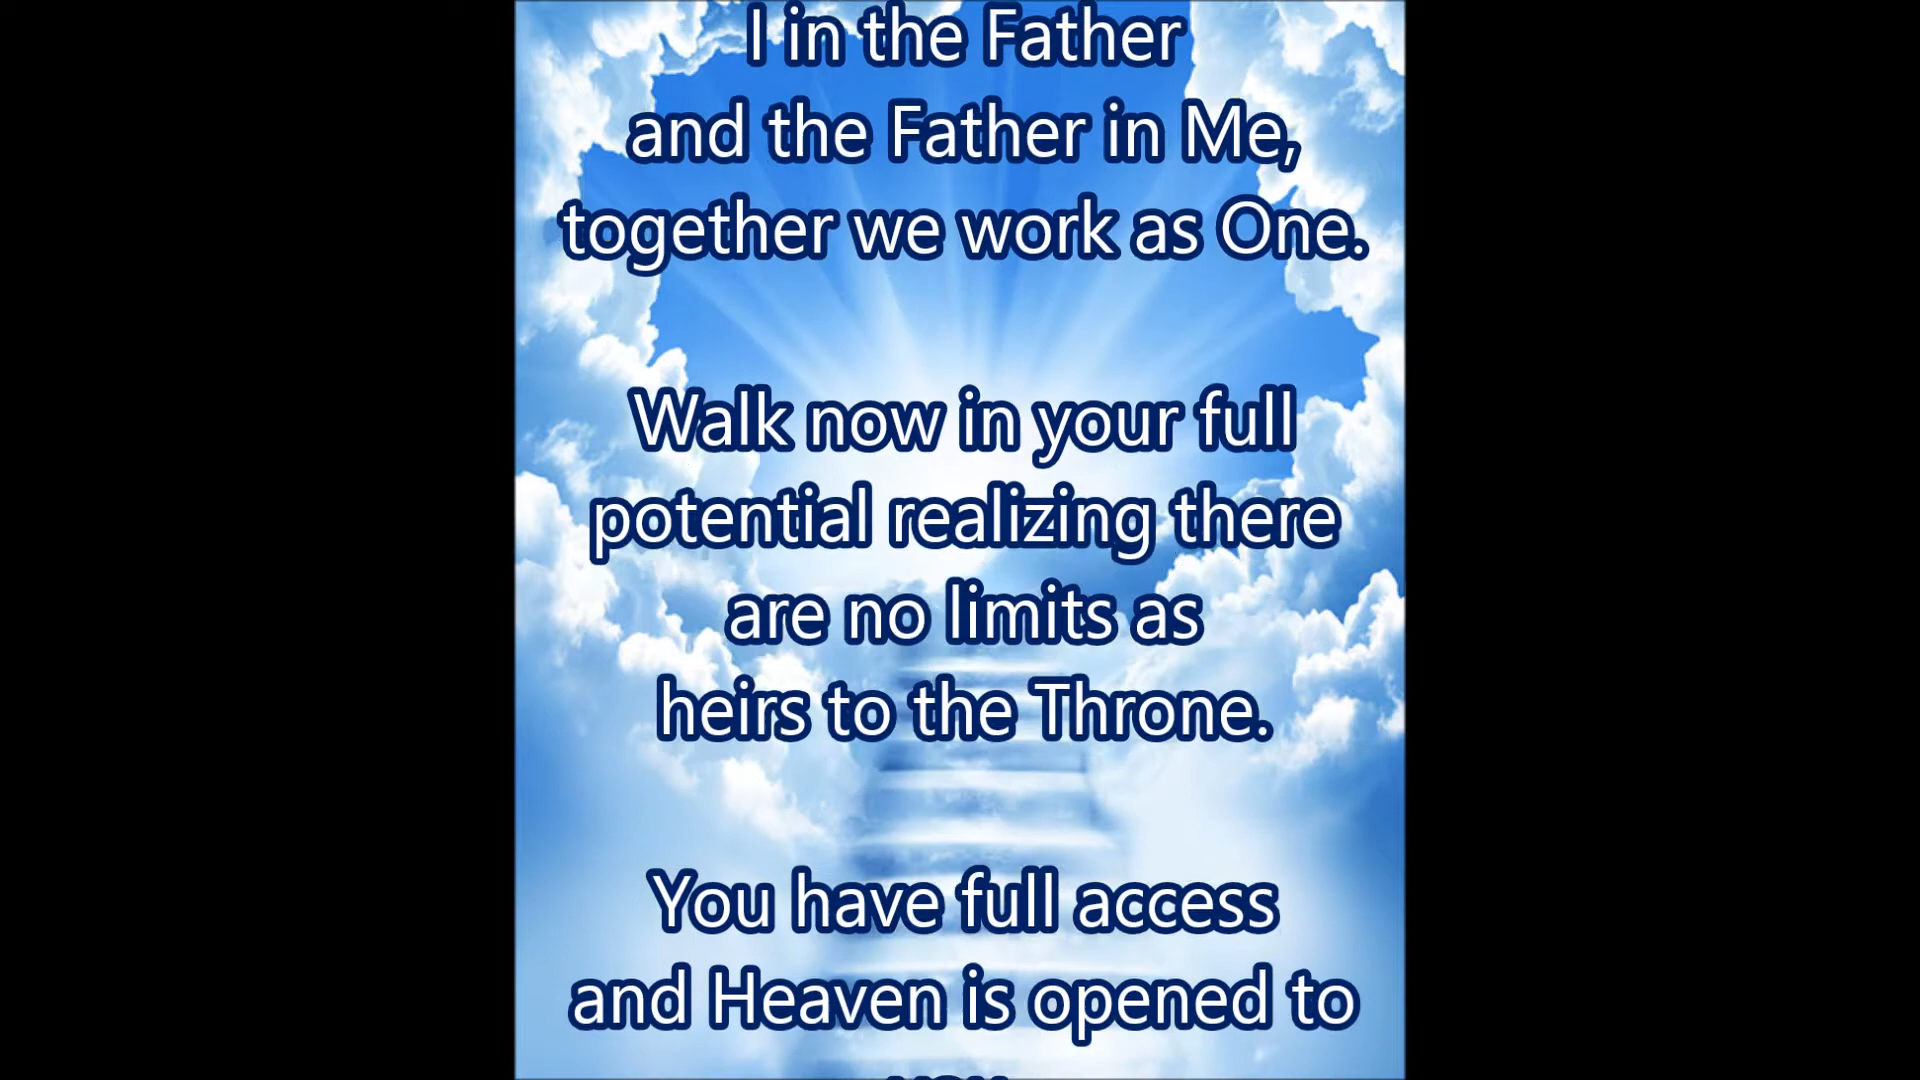 I in the Father
and the Father in Me,
together we work as One.
Walk now in your full
potential realizing there
are no limits as
heirs to the Throne.
You have full access
and Heaven is opened to